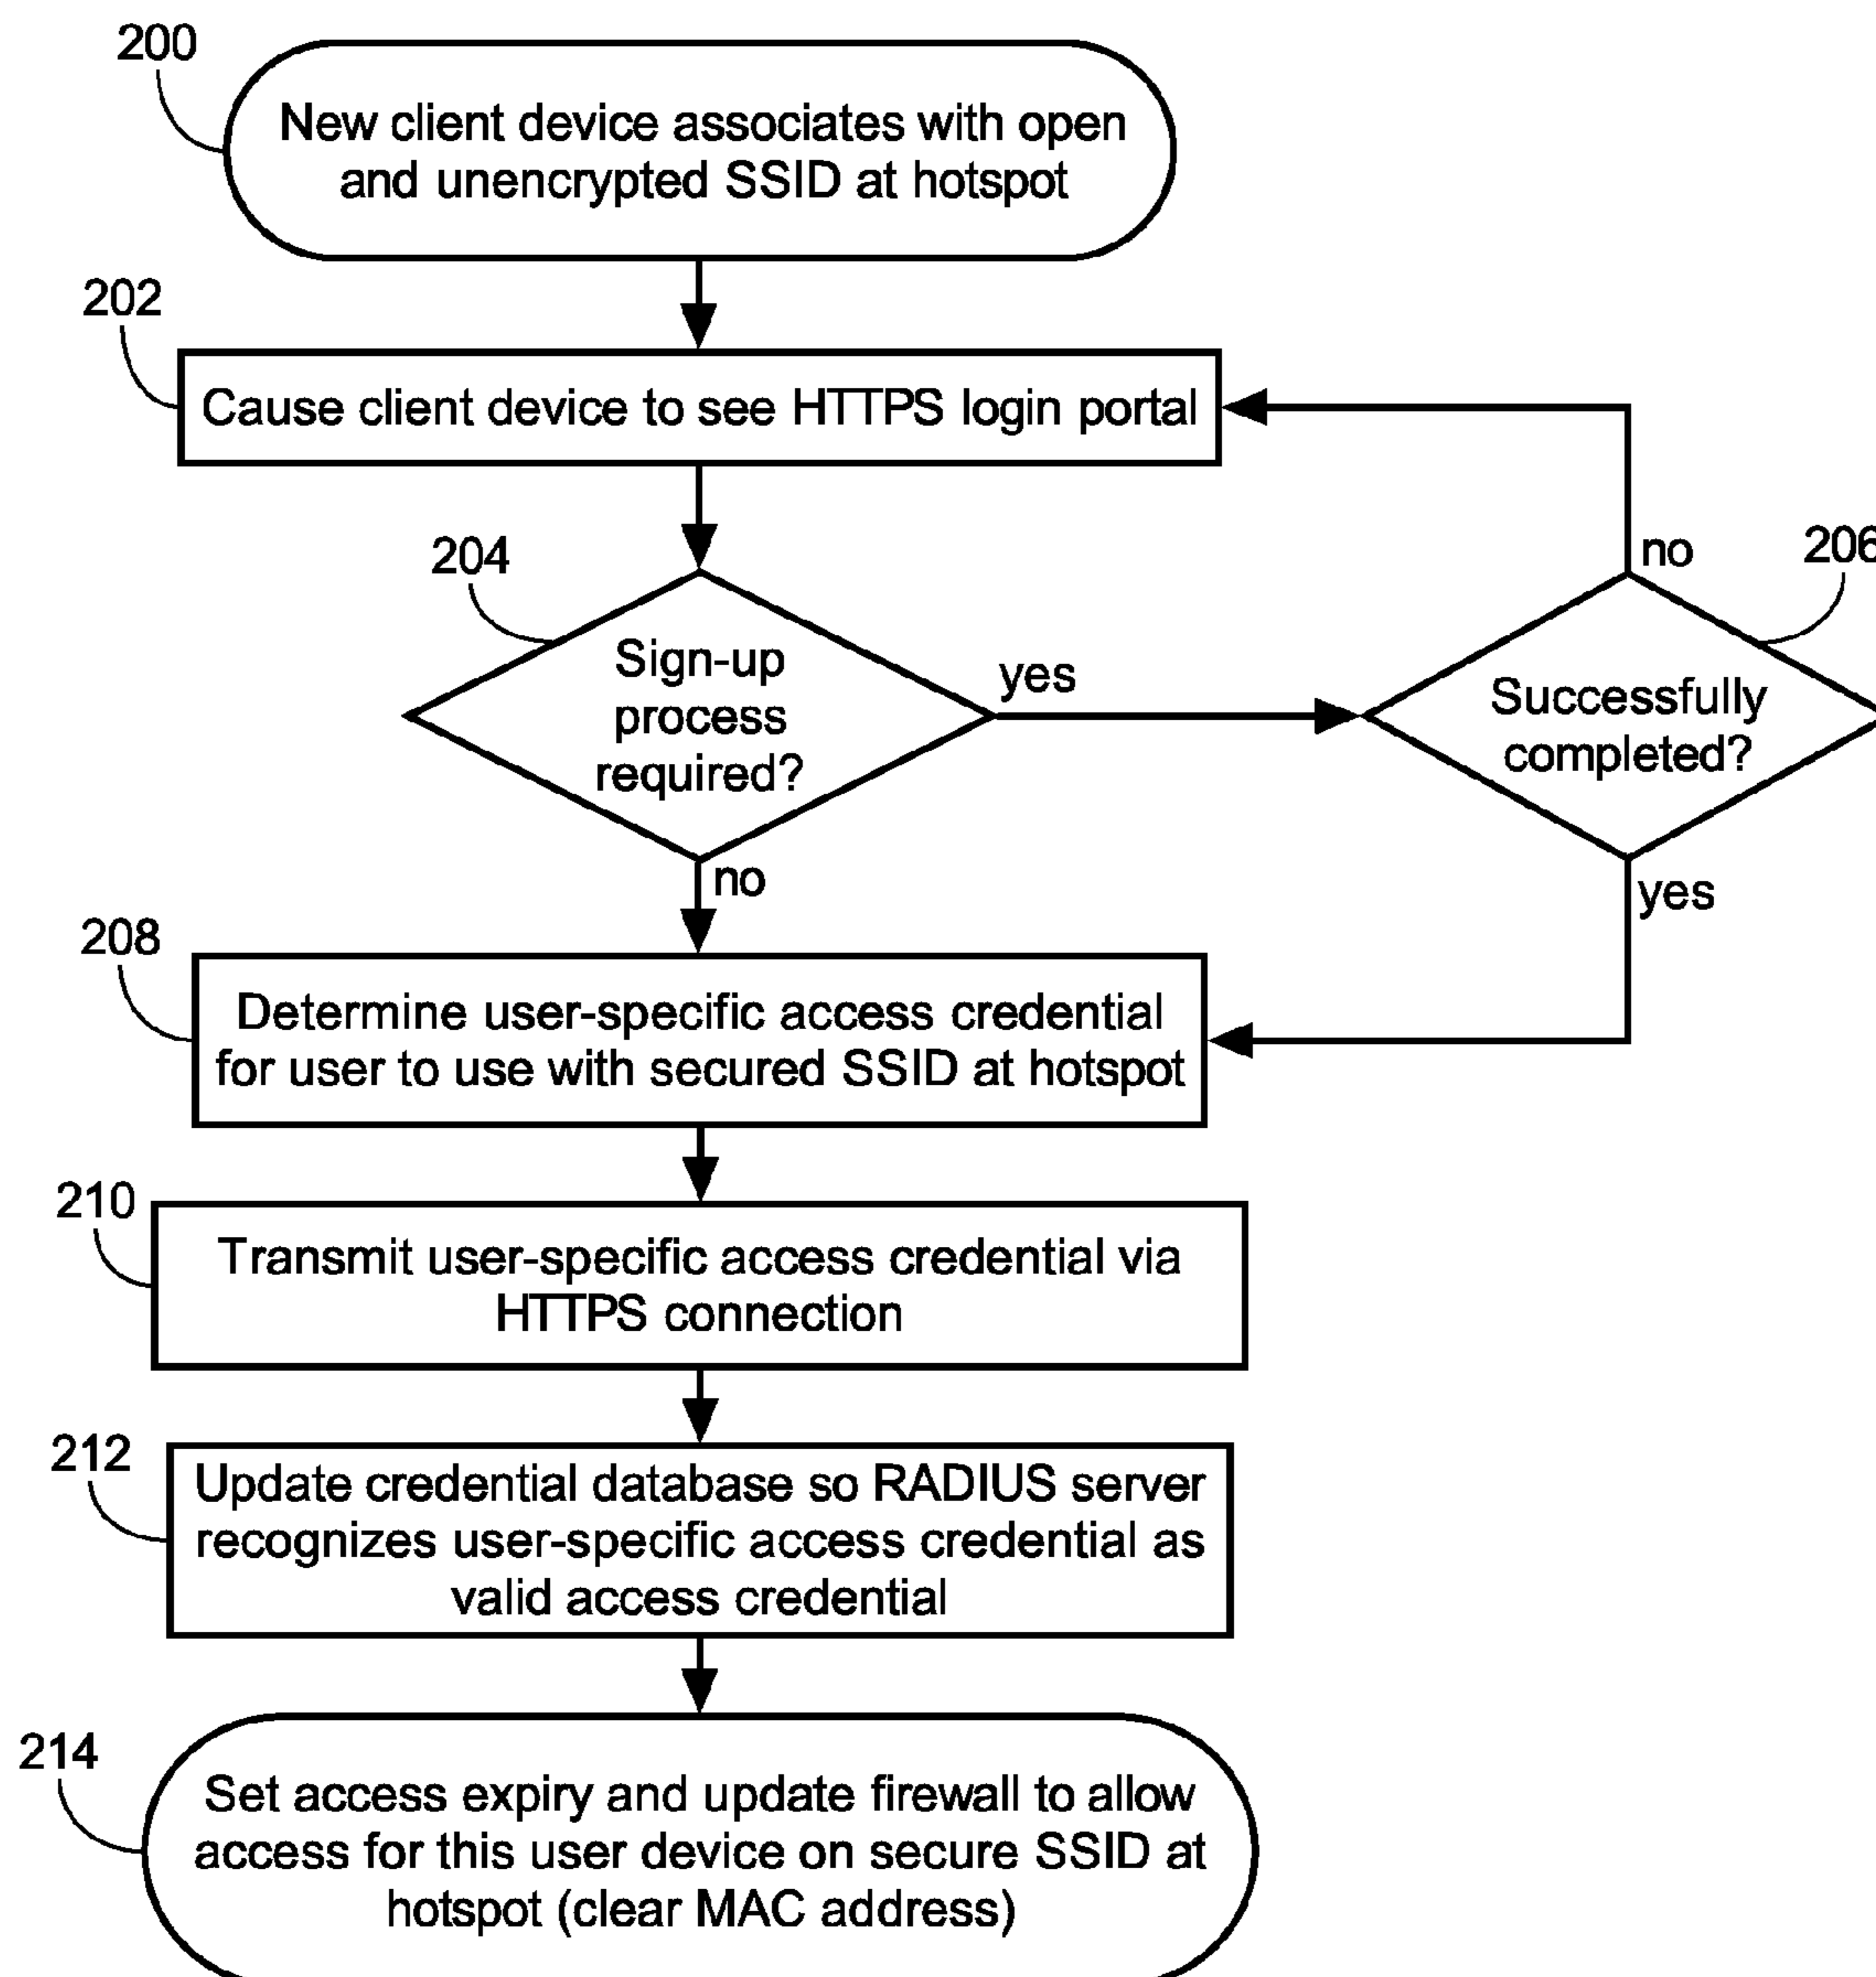 200
New client device associates with open
and unencrypted SSID at hotspot
202
Cause client device to see HTTPS login portal
204
Sign-up
process
required?
yes
no
206
Successfully
completed?
no
yes
208
Determine user-specific access credential
for user to use with secured SSID at hotspot
210
Transmit user-specific access credential via
HTTPS connection
212
Update credential database so RADIUS server
recognizes user-specific access credential as
valid access credential
214
Set access expiry and update firewall to allow
access for this user device on secure SSID at
hotspot (clear MAC address)